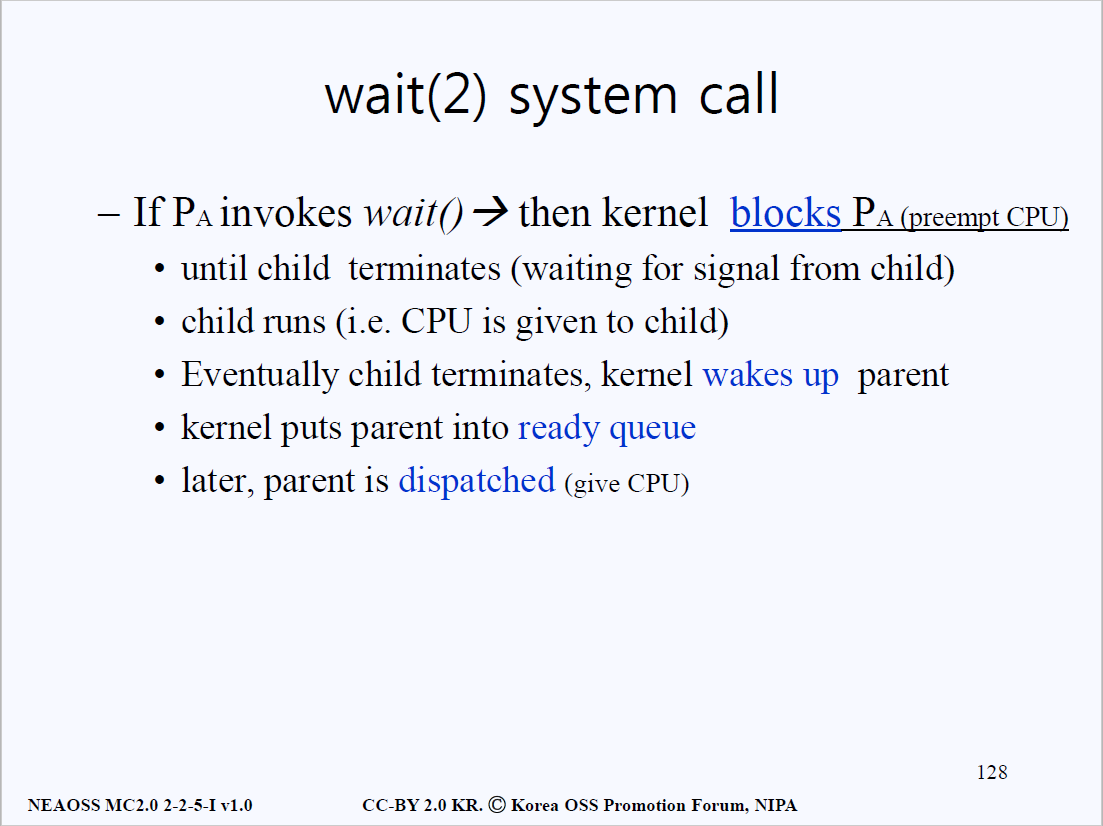 wait(2) system call
– If PA invokes wait()→ then kernel blocks PA (preempt CPU)
• until child terminates (waiting for signal from child)
• child runs (i.e. CPU is given to child)
• Eventually child terminates, kernel wakes up parent
• kernel puts parent into ready queue
• later, parent is dispatched (give CPU)
128
NEAOSS MC2.0 2-2-5-I v1.0 CC-BY 2.0 KR. Ⓒ Korea OSS Promotion Forum, NIPA